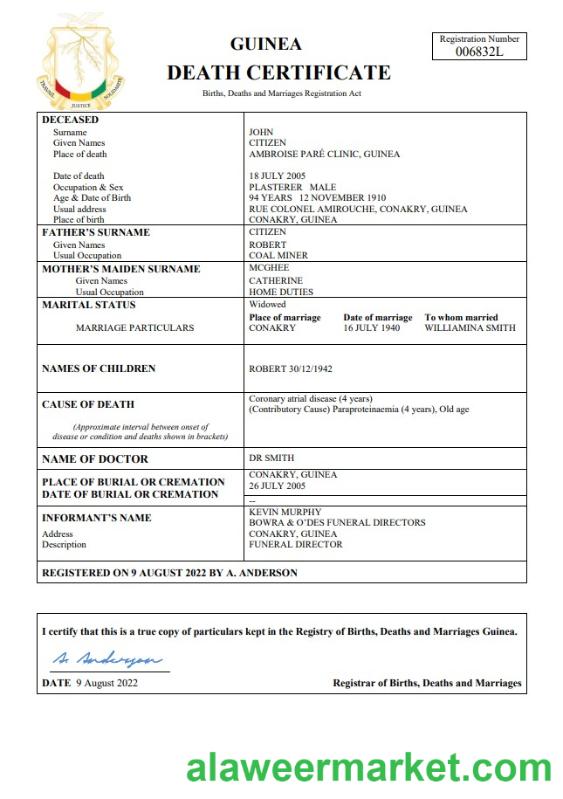 GUINEA
DEATH CERTIFICATE
Births, Deaths and Marriages Registration Act
Registration Number
006832L
TRAVAIL JUSTICE SOLIDARITE
DECEASED
Surname JOHN
Given Names CITIZEN
Place of death AMBROISE PARÉ CLINIC, GUINEA
Date of death 18 JULY 2005
Occupation & Sex PLASTERER MALE
Age & Date of Birth 94 YEARS 12 NOVEMBER 1910
Usual address RUE COLONEL AMIROUCHE, CONAKRY, GUINEA
Place of birth CONAKRY, GUINEA
FATHER'S SURNAME CITIZEN
Given Names ROBERT
Usual Occupation COAL MINER
MOTHER'S MAIDEN SURNAME MCGHEE
Given Names CATHERINE
Usual Occupation HOME DUTIES
MARITAL STATUS Widowed
Place of marriage Date of marriage To whom married
MARRIAGE PARTICULARS CONAKRY 16 JULY 1940 WILLIAMINA SMITH
NAMES OF CHILDREN ROBERT 30/12/1942
CAUSE OF DEATH Coronary atrial disease (4 years)
(Contributory Cause) Paraproteinaemia (4 years), Old age
(Approximate interval between onset of
disease or condition and deaths shown in brackets)
NAME OF DOCTOR DR SMITH
PLACE OF BURIAL OR CREMATION CONAKRY, GUINEA
DATE OF BURIAL OR CREMATION 26 JULY 2005
--
INFORMANT'S NAME KEVIN MURPHY
BOWRA & O'DES FUNERAL DIRECTORS
Address CONAKRY, GUINEA
Description FUNERAL DIRECTOR
REGISTERED ON 9 AUGUST 2022 BY A. ANDERSON
I certify that this is a true copy of particulars kept in the Registry of Births, Deaths and Marriages Guinea.
A. Anderson
DATE 9 August 2022 Registrar of Births, Deaths and Marriages
alaweermarket.com